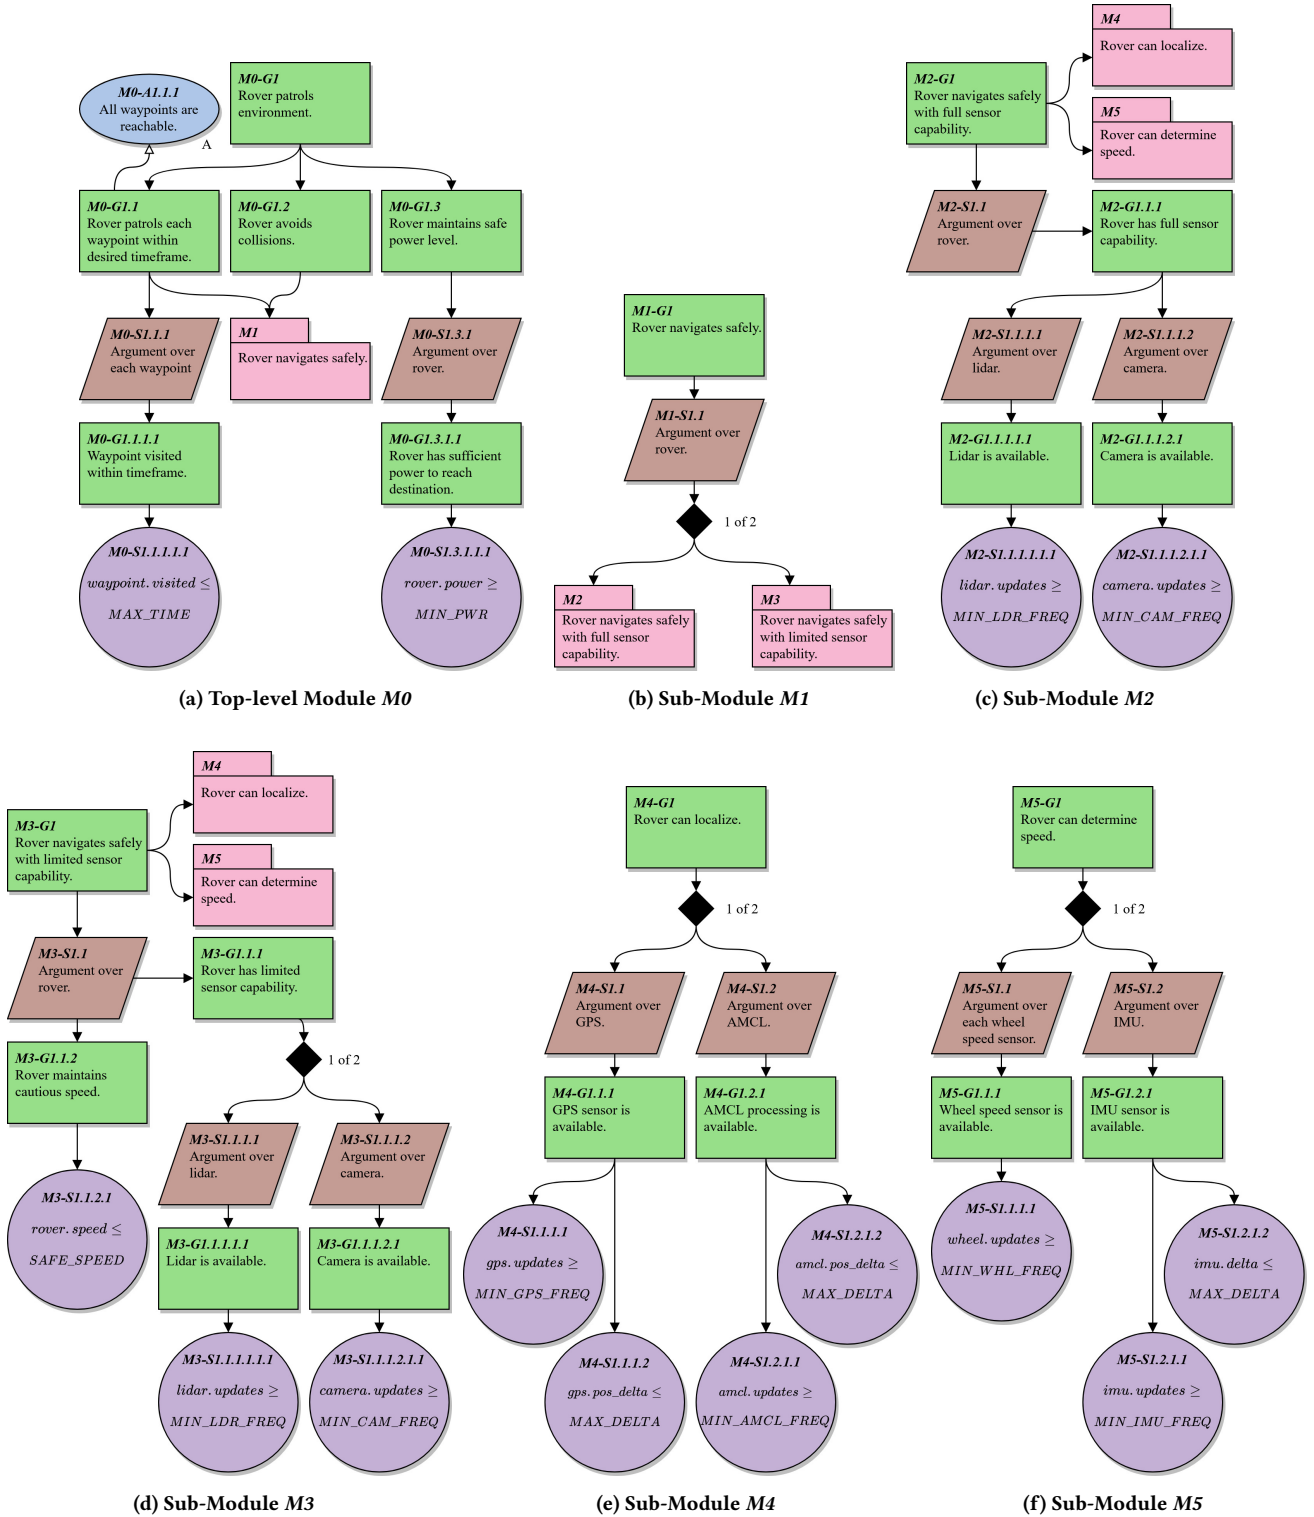 M0-A1.1.1
All waypoints are
reachable.
A
M0-G1
Rover patrols
environment.
M0-G1.1
Rover patrols each
waypoint within
desired timeframe.
M0-G1.2
Rover avoids
collisions.
M0-G1.3
Rover maintains safe
power level.
M0-S1.1.1
Argument over
each waypoint
M1
Rover navigates safely.
M0-S1.3.1
Argument over
rover.
M0-G1.1.1.1
Waypoint visited
within timeframe.
M0-G1.3.1.1
Rover has sufficient
power to reach
destination.
M0-S1.1.1.1.1
waypoint.visited ≤
MAX_TIME
M0-S1.3.1.1.1
rover.power ≥
MIN_PWR
(a) Top-level Module M0
M1-G1
Rover navigates safely.
M1-S1.1
Argument over
rover.
1 of 2
M2
Rover navigates safely
with full sensor
capability.
M3
Rover navigates safely
with limited sensor
capability.
(b) Sub-Module M1
M4
Rover can localize.
M2-G1
Rover navigates safely
with full sensor
capability.
M5
Rover can determine
speed.
M2-S1.1
Argument over
rover.
M2-G1.1.1
Rover has full sensor
capability.
M2-S1.1.1.1
Argument over
lidar.
M2-S1.1.1.2
Argument over
camera.
M2-G1.1.1.1.1
Lidar is available.
M2-G1.1.1.2.1
Camera is available.
M2-S1.1.1.1.1.1
lidar.updates ≥
MIN_LDR_FREQ
M2-S1.1.1.2.1.1
camera.updates ≥
MIN_CAM_FREQ
(c) Sub-Module M2
M4
Rover can localize.
M3-G1
Rover navigates safely
with limited sensor
capability.
M5
Rover can determine
speed.
M3-S1.1
Argument over
rover.
M3-G1.1.1
Rover has limited
sensor capability.
M3-G1.1.2
Rover maintains
cautious speed.
1 of 2
M3-S1.1.1.1
Argument over
lidar.
M3-S1.1.1.2
Argument over
camera.
M3-S1.1.2.1
rover.speed ≤
SAFE_SPEED
M3-G1.1.1.1.1
Lidar is available.
M3-G1.1.1.2.1
Camera is available.
M3-S1.1.1.1.1.1
lidar.updates ≥
MIN_LDR_FREQ
M3-S1.1.1.2.1.1
camera.updates ≥
MIN_CAM_FREQ
(d) Sub-Module M3
M4-G1
Rover can localize.
1 of 2
M4-S1.1
Argument over
GPS.
M4-S1.2
Argument over
AMCL.
M4-G1.1.1
GPS sensor is
available.
M4-G1.2.1
AMCL processing is
available.
M4-S1.1.1.1
gps.updates ≥
MIN_GPS_FREQ
M4-S1.2.1.2
amcl.pos_delta ≤
MAX_DELTA
M4-S1.1.1.2
gps.pos_delta ≤
MAX_DELTA
M4-S1.2.1.1
amcl.updates ≥
MIN_AMCL_FREQ
(e) Sub-Module M4
M5-G1
Rover can determine
speed.
1 of 2
M5-S1.1
Argument over
each wheel
speed sensor.
M5-S1.2
Argument over
IMU.
M5-G1.1.1
Wheel speed sensor is
available.
M5-G1.2.1
IMU sensor is
available.
M5-S1.1.1.1
wheel.updates ≥
MIN_WHL_FREQ
M5-S1.2.1.2
imu.delta ≤
MAX_DELTA
M5-S1.2.1.1
imu.updates ≥
MIN_IMU_FREQ
(f) Sub-Module M5